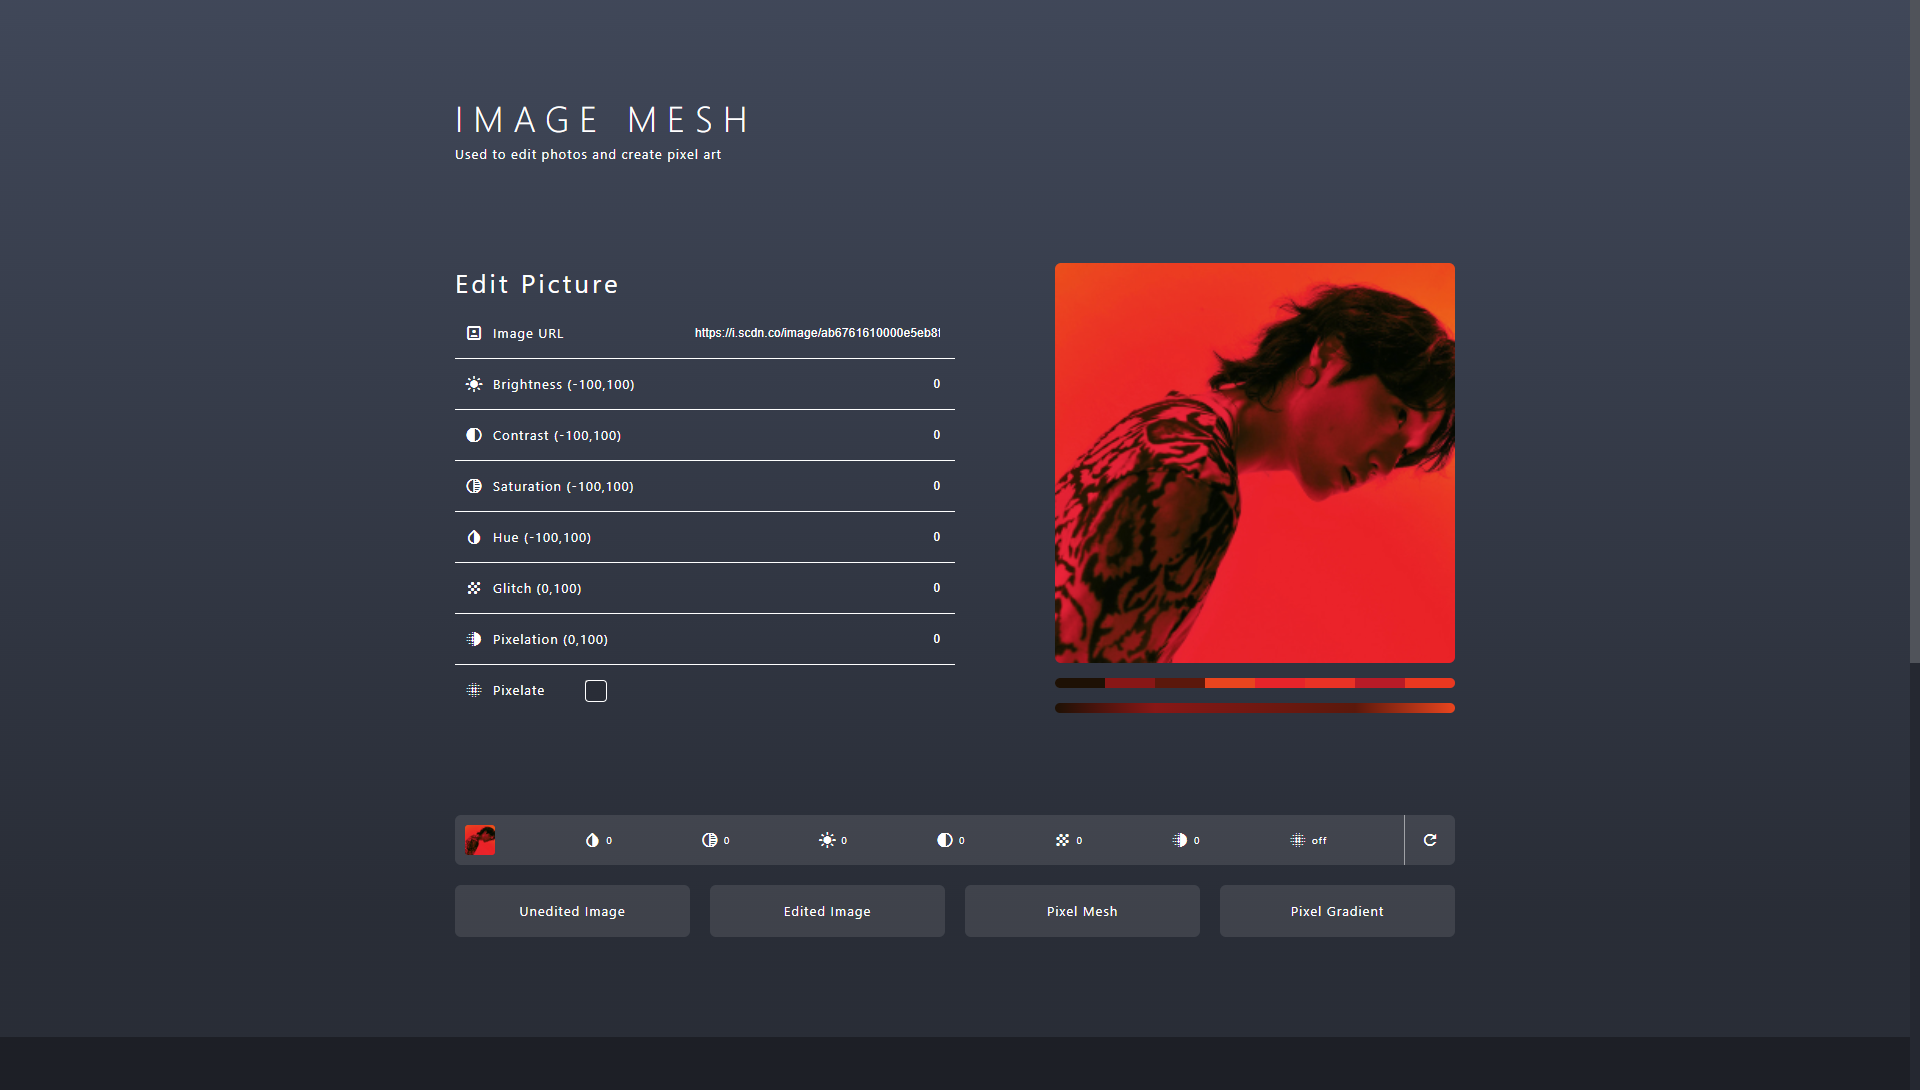 IMAGE MESH
Used to edit photos and create pixel art
Edit Picture
Image URL https://i.scdn.co/image/ab6761610000e5eb8f
Brightness (-100,100) 0
Contrast (-100,100) 0
Saturation (-100,100) 0
Hue (-100,100) 0
Glitch (0,100) 0
Pixelation (0,100) 0
Pixelate
0 0 0 0 0 0 off
Unedited Image Edited Image Pixel Mesh Pixel Gradient